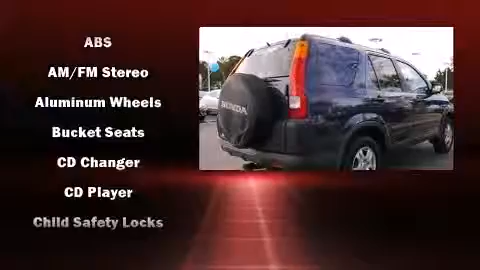 ABS
AM/FM Stereo
Aluminum Wheels
Bucket Seats
CD Changer
CD Player
Child Safety Locks
HONDA